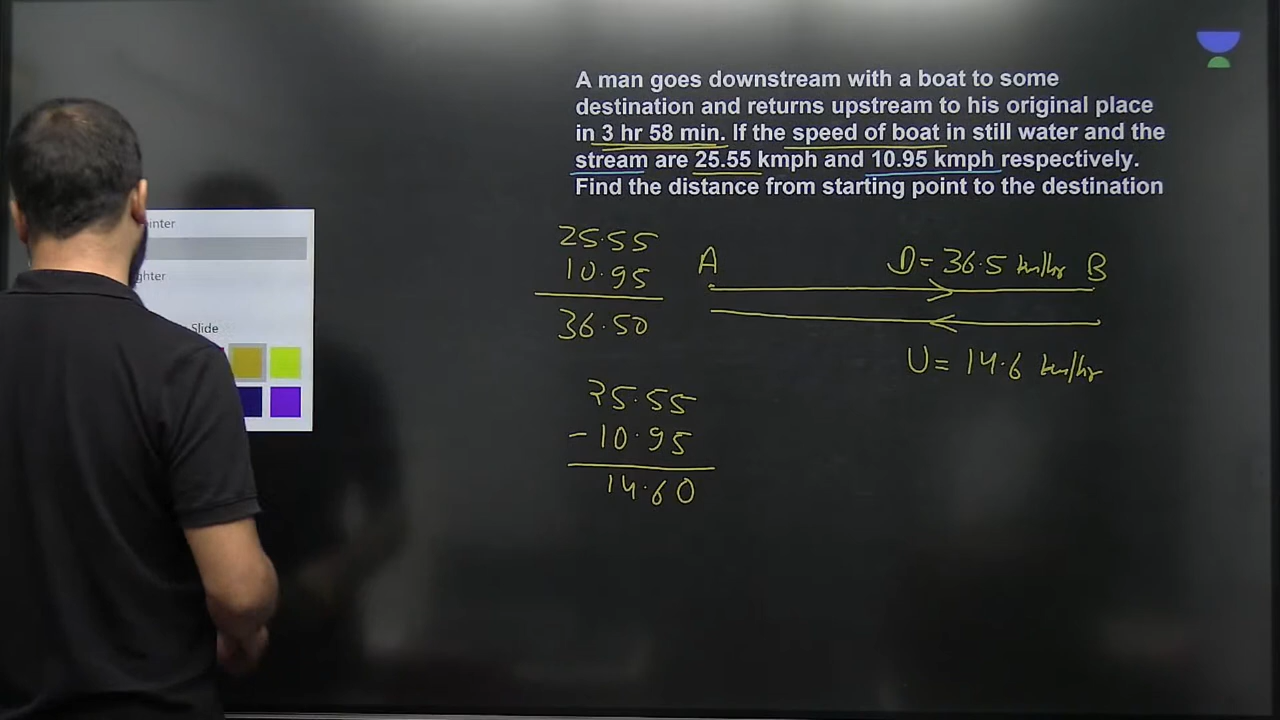 A man goes downstream with a boat to some
destination and returns upstream to his original place
in 3 hr 58 min. If the speed of boat in still water and the
stream are 25.55 kmph and 10.95 kmph respectively.
Find the distance from starting point to the destination
25.55
10.95
36.50
A D = 36.5 km/hr B
U = 14.6 km/hr
25.55
- 10.95
14.60
inter
ghter
Slide